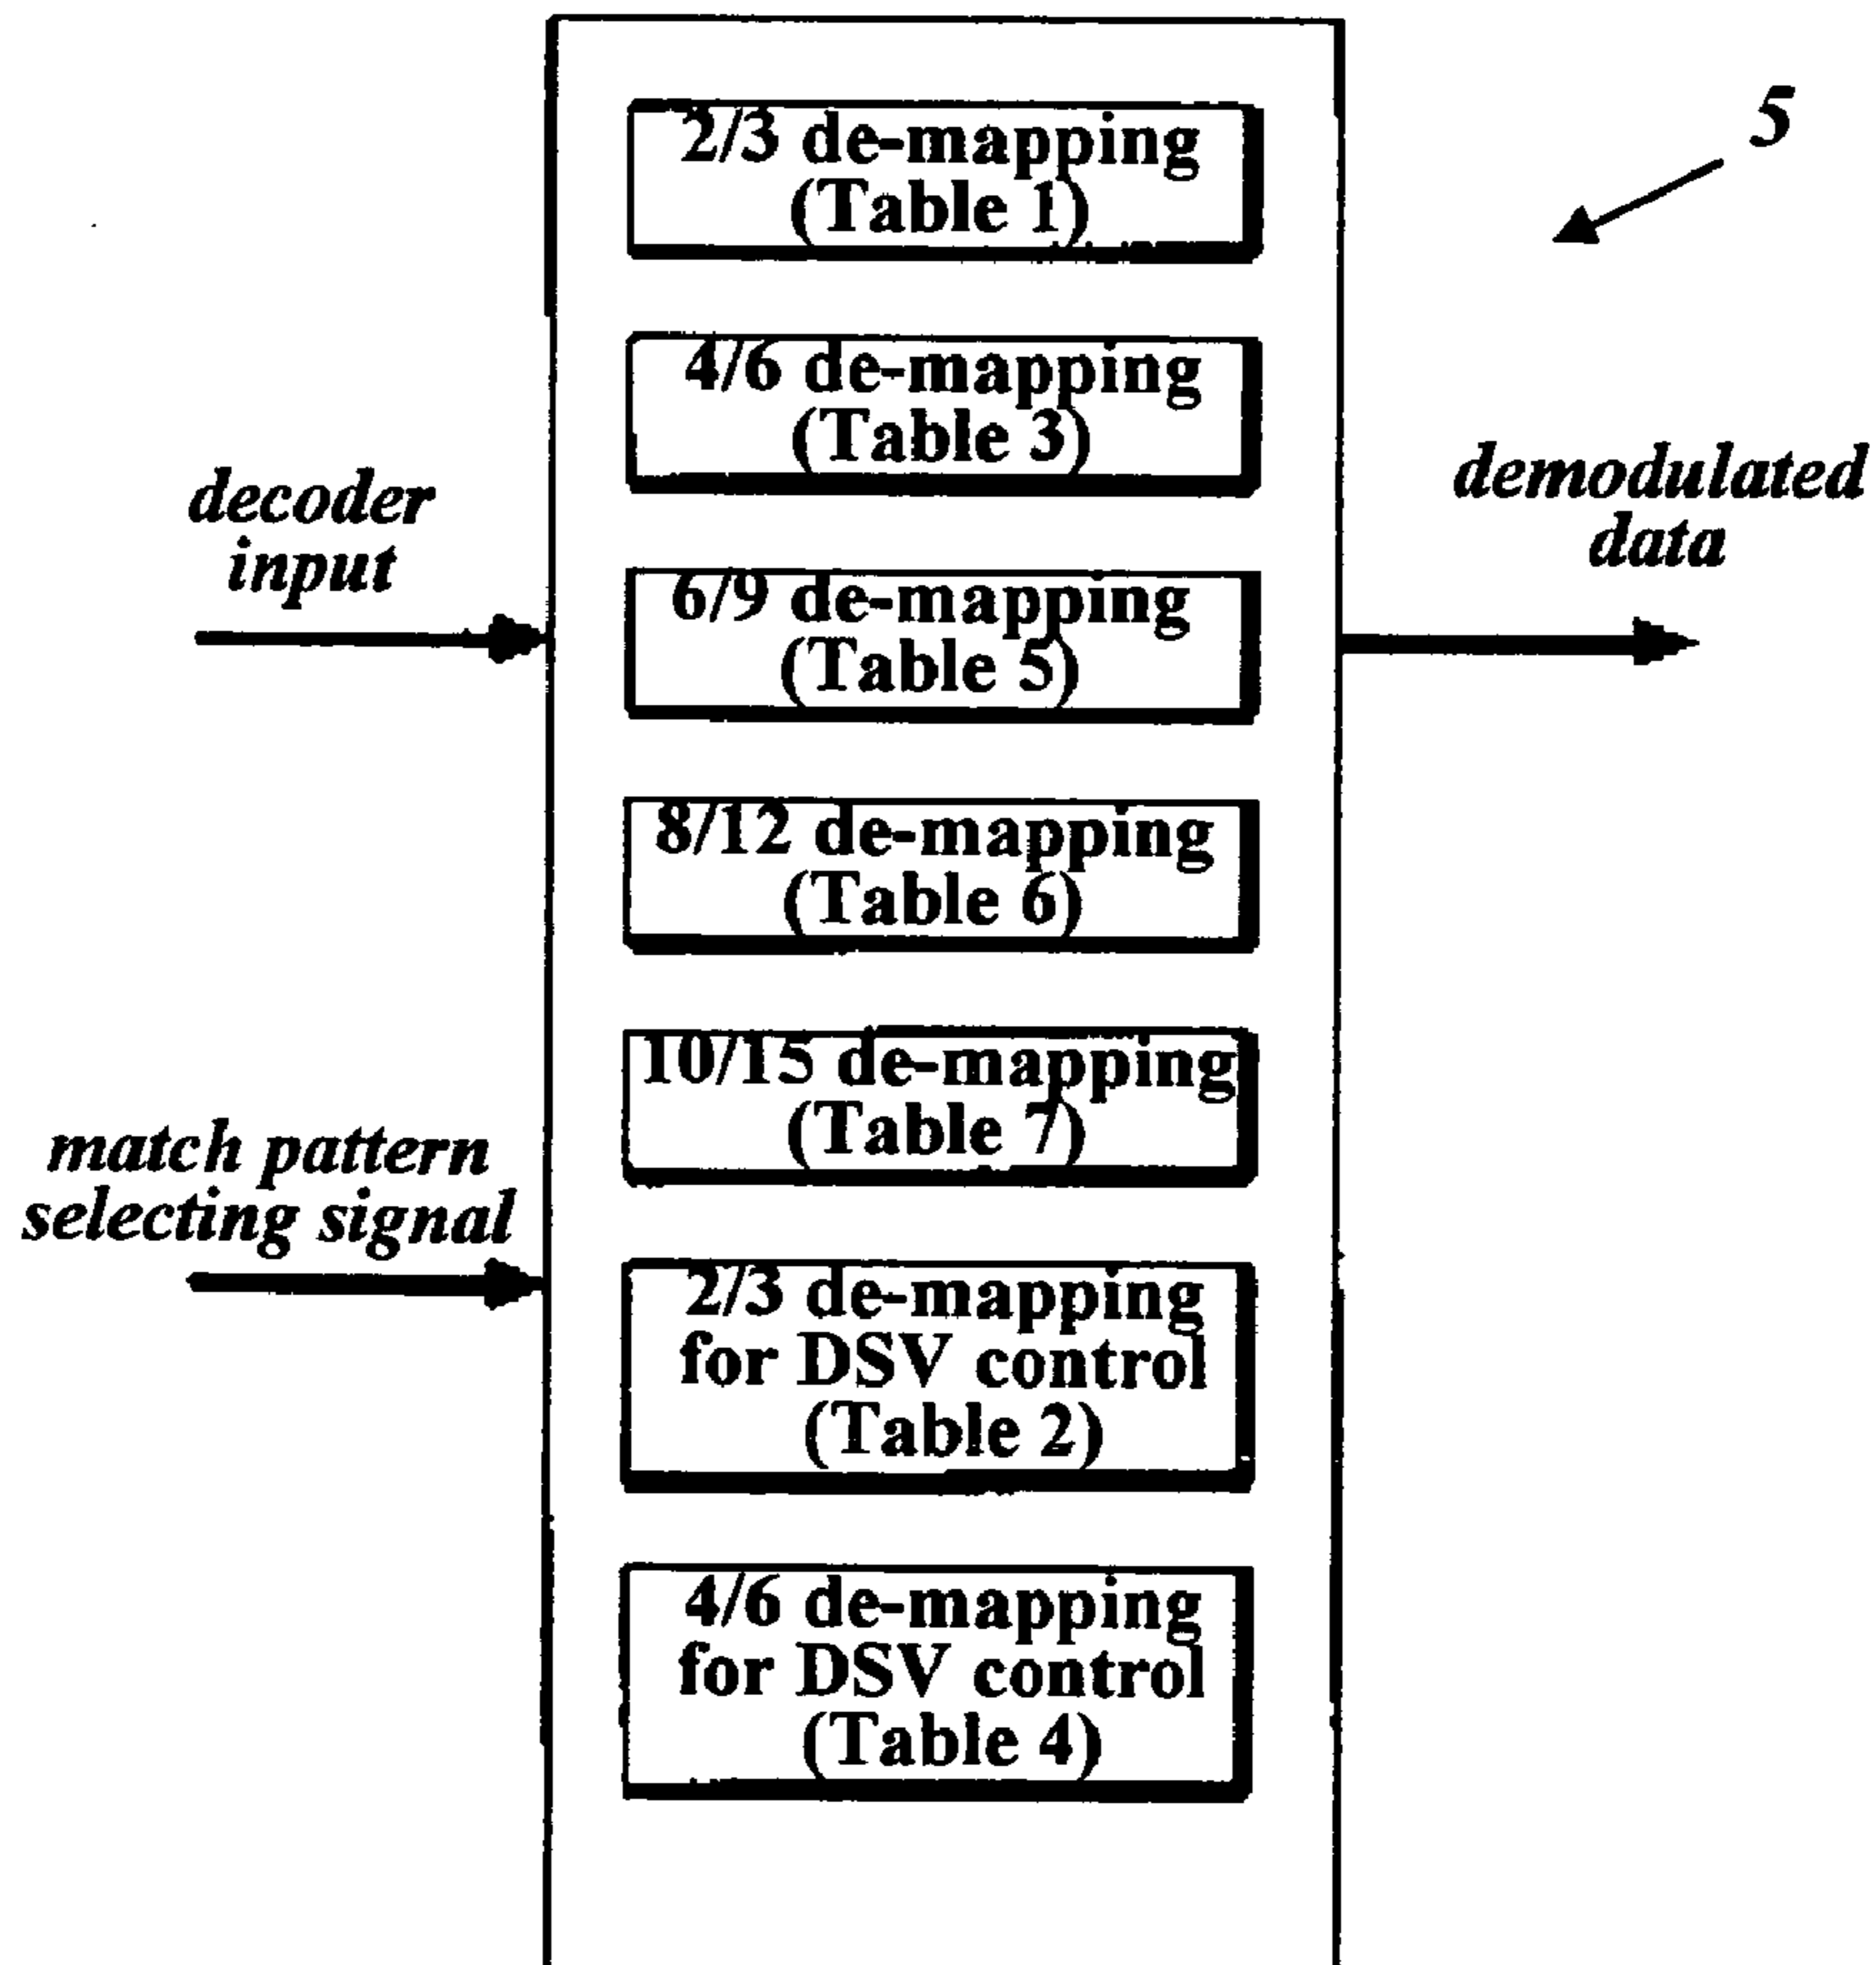 5
2/3 de-mapping
(Table 1)
4/6 de-mapping
(Table 3)
decoder
input
demodulated
data
6/9 de-mapping
(Table 5)
8/12 de-mapping
(Table 6)
10/15 de-mapping
(Table 7)
match pattern
selecting signal
2/3 de-mapping
for DSV control
(Table 2)
4/6 de-mapping
for DSV control
(Table 4)